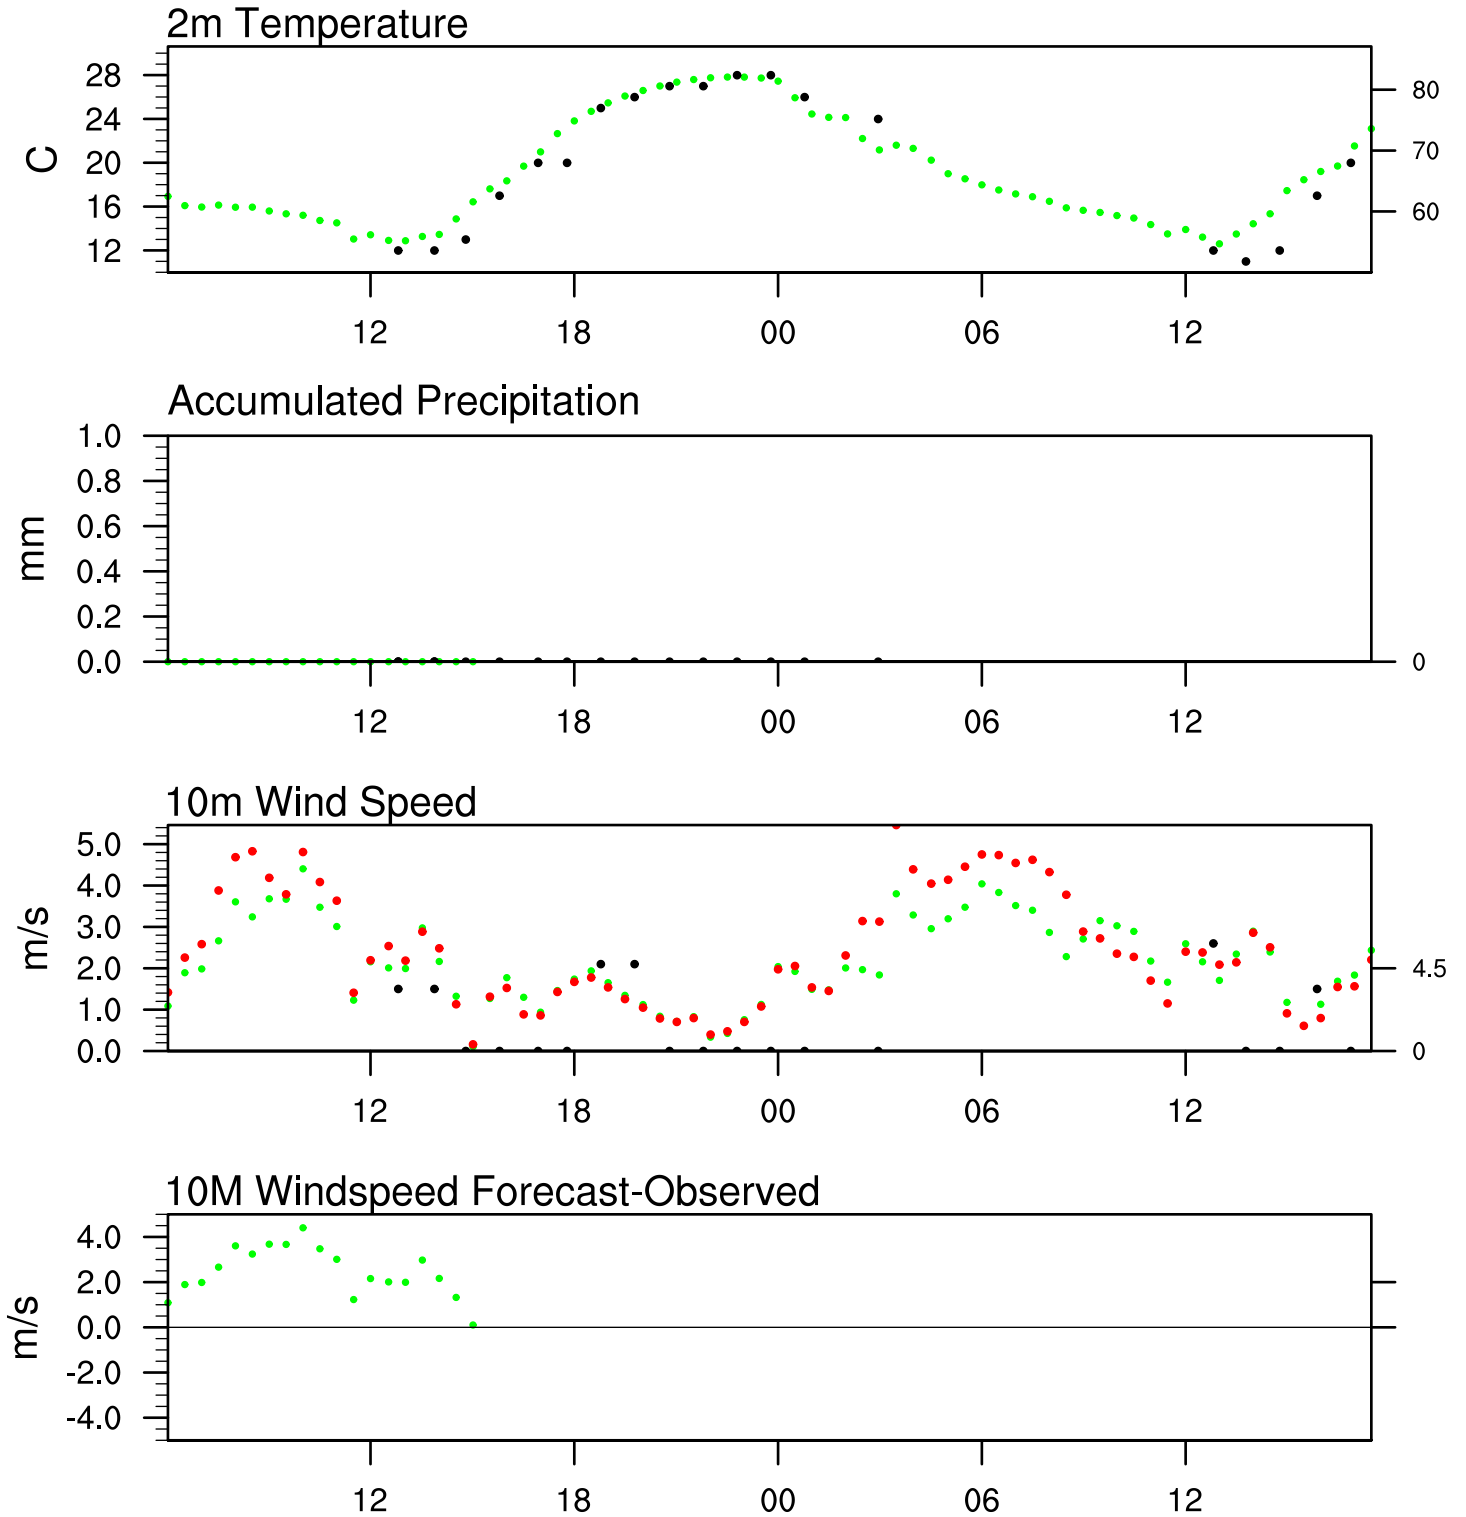 2m Temperature
28
24
20
16
12
C
80
70
60
12 18 00 06 12
Accumulated Precipitation
1.0
0.8
0.6
0.4
0.2
0.0
mm
0
12 18 00 06 12
10m Wind Speed
5.0
4.0
3.0
2.0
1.0
0.0
m/s
4.5
0
12 18 00 06 12
10M Windspeed Forecast-Observed
4.0
2.0
0.0
-2.0
-4.0
m/s
12 18 00 06 12